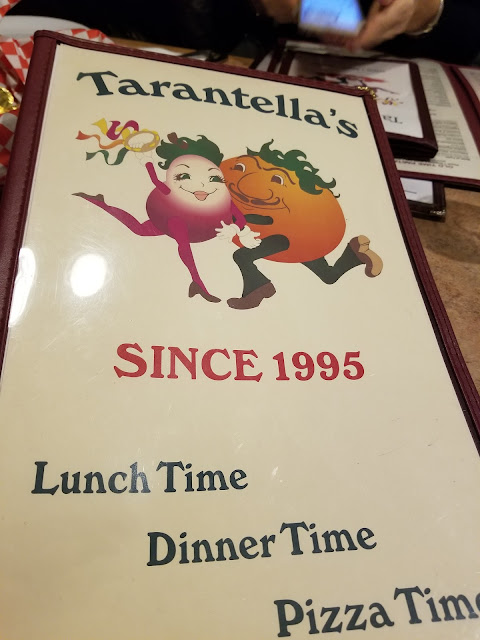 Tarantella's
SINCE 1995
Lunch Time
Dinner Time
Pizza Time